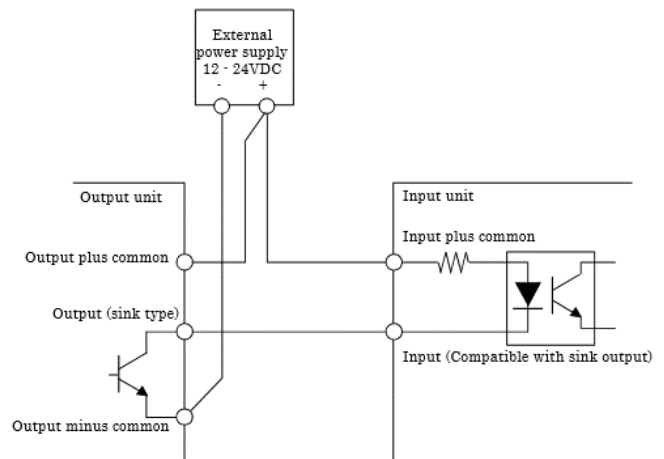 External
power supply
12 - 24VDC
- +
Output unit
Input unit
Output plus common
Input plus common
Output (sink type)
Input (Compatible with sink output)
Output minus common